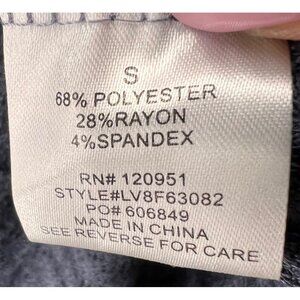 S
68% POLYESTER
28%RAYON
4%SPANDEX
RN# 120951
STYLE#LV8F63082
PO# 606849
MADE IN CHINA
SEE REVERSE FOR CARE